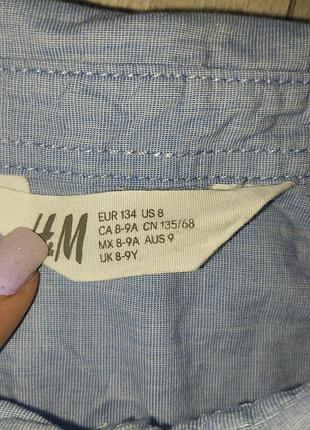 H&M
EUR 134 US 8
CA 8-9A CN 135/68
MX 8-9A AUS 9
UK 8-9Y